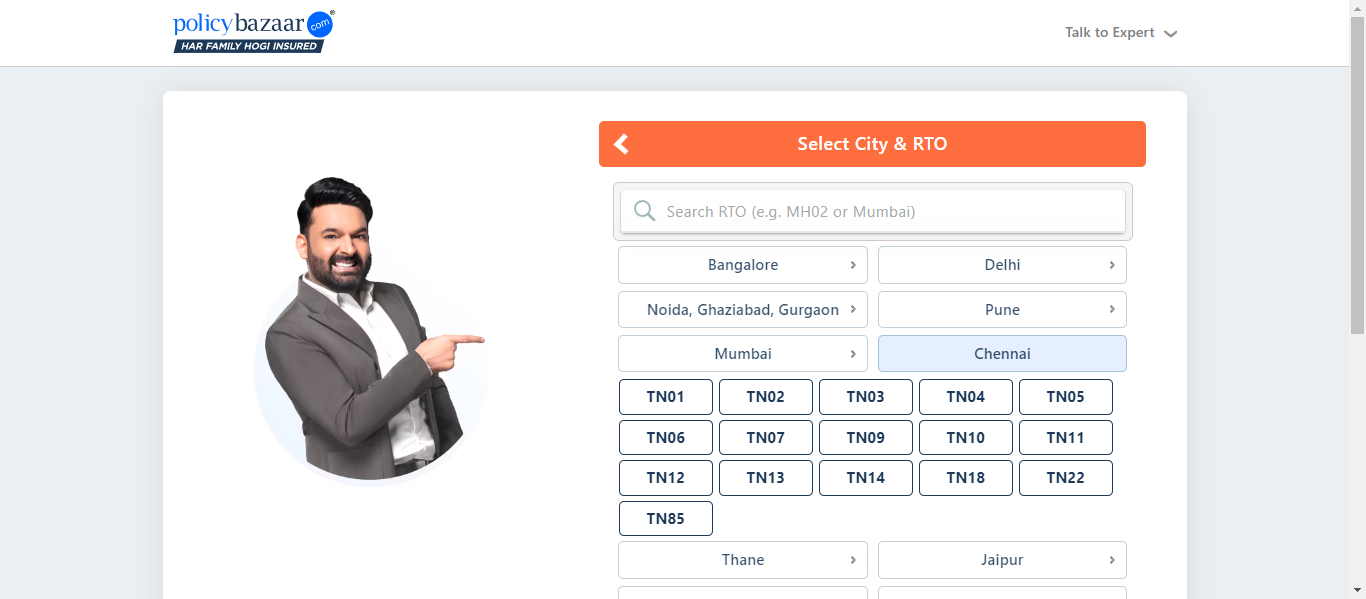 policybazaar.com®
HAR FAMILY HOGI INSURED
Talk to Expert
Select City & RTO
Search RTO (e.g. MH02 or Mumbai)
Bangalore Delhi
Noida, Ghaziabad, Gurgaon Pune
Mumbai Chennai
TN01 TN02 TN03 TN04 TN05
TN06 TN07 TN09 TN10 TN11
TN12 TN13 TN14 TN18 TN22
TN85
Thane Jaipur